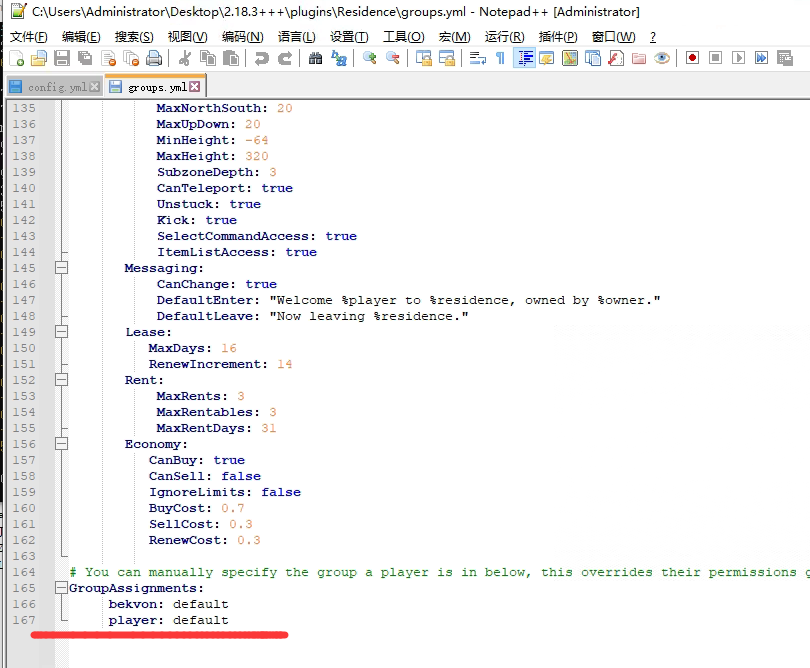 C:\Users\Administrator\Desktop\2.18.3+++\plugins\Residence\groups.yml - Notepad++ [Administrator]
文件(F) 编辑(E) 搜索(S) 视图(V) 编码(N) 语言(L) 设置(T) 工具(O) 宏(M) 运行(R) 插件(P) 窗口(W) ?
config.yml groups.yml
135 MaxNorthSouth: 20
136 MaxUpDown: 20
137 MinHeight: -64
138 MaxHeight: 320
139 SubzoneDepth: 3
140 CanTeleport: true
141 Unstuck: true
142 Kick: true
143 SelectCommandAccess: true
144 ItemListAccess: true
145 Messaging:
146 CanChange: true
147 DefaultEnter: "Welcome %player to %residence, owned by %owner."
148 DefaultLeave: "Now leaving %residence."
149 Lease:
150 MaxDays: 16
151 RenewIncrement: 14
152 Rent:
153 MaxRents: 3
154 MaxRentables: 3
155 MaxRentDays: 31
156 Economy:
157 CanBuy: true
158 CanSell: false
159 IgnoreLimits: false
160 BuyCost: 0.7
161 SellCost: 0.3
162 RenewCost: 0.3
163
164 # You can manually specify the group a player is in below, this overrides their permissions g
165 GroupAssignments:
166 bekvon: default
167 player: default